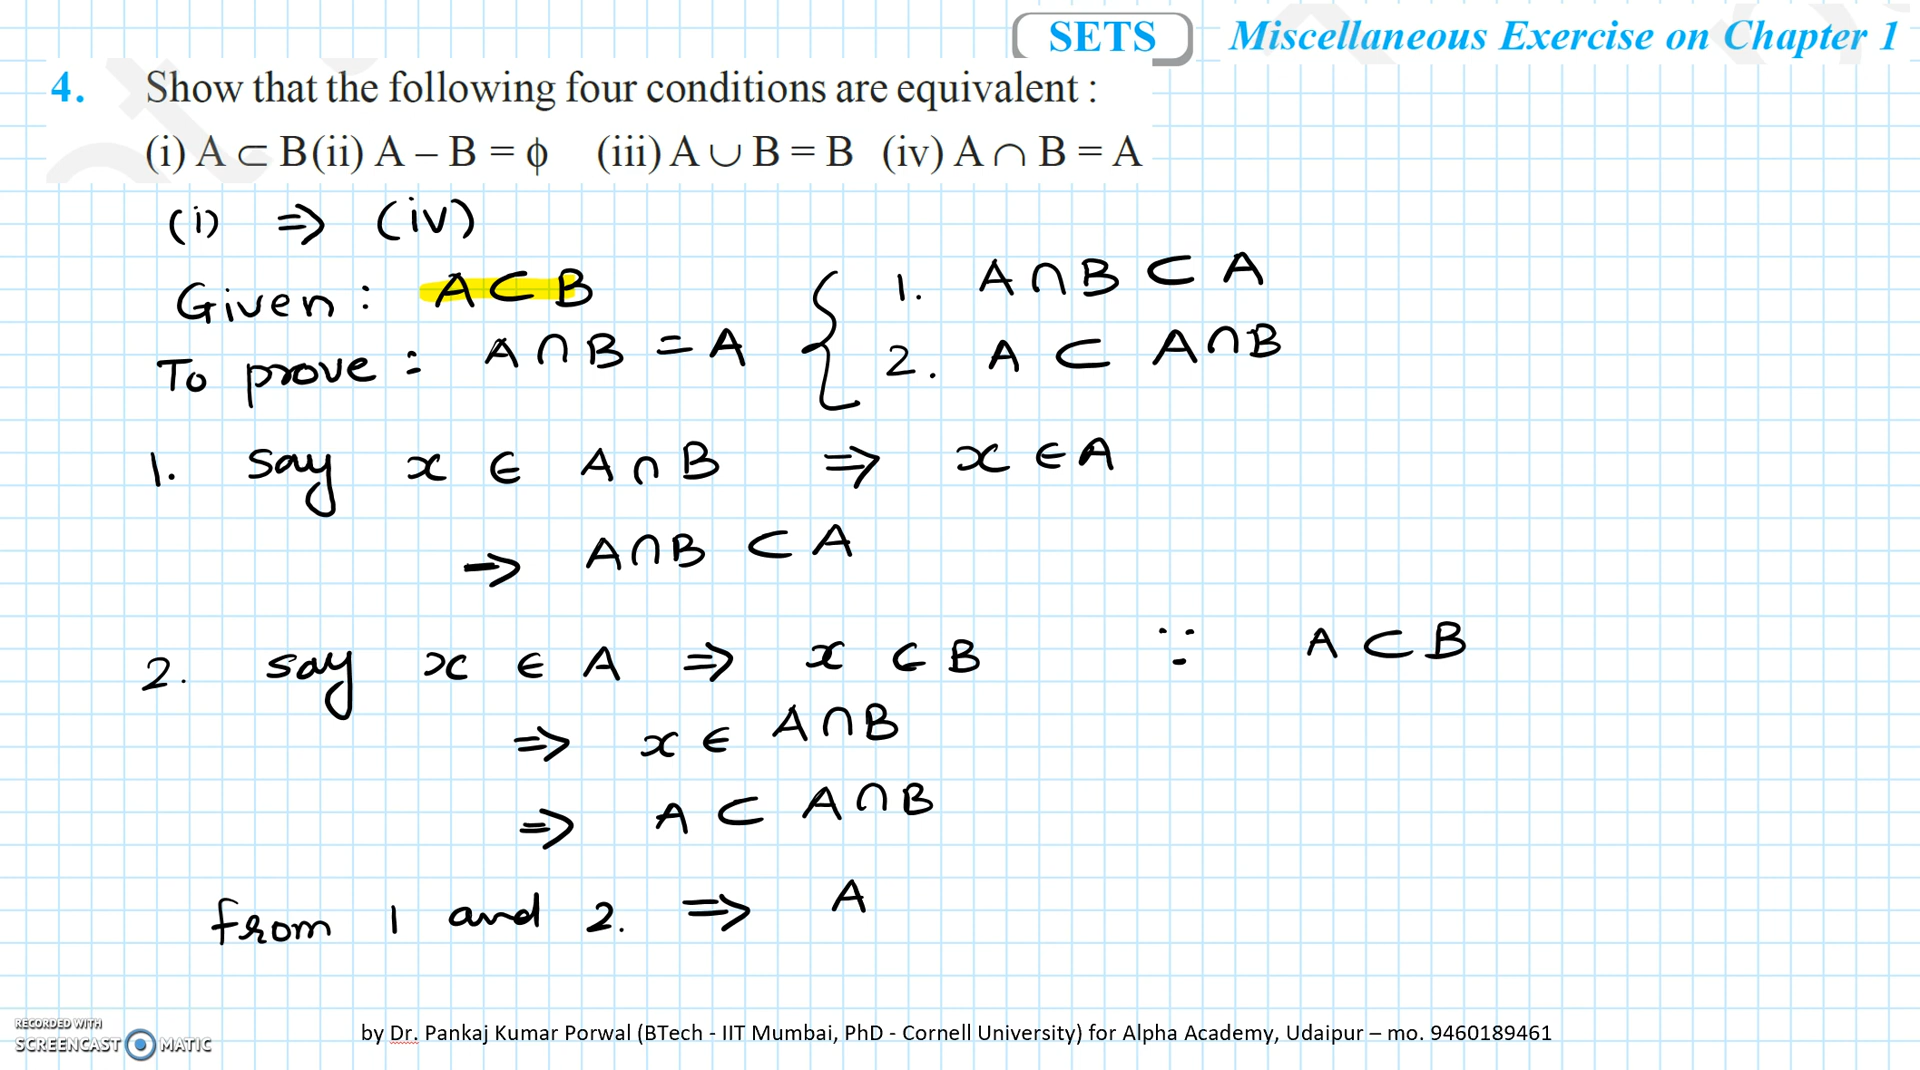 SETS Miscellaneous Exercise on Chapter 1
4. Show that the following four conditions are equivalent :
(i) A ⊂ B(ii) A – B = ϕ (iii) A ∪ B = B (iv) A ∩ B = A
(i) ⇒ (iv)
Given : A ⊂ B
To prove : A ∩ B = A { 1. A ∩ B ⊂ A
2. A ⊂ A ∩ B
1. say x ∈ A ∩ B ⇒ x ∈ A
⇒ A ∩ B ⊂ A
2. say x ∈ A ⇒ x ∈ B ∵ A ⊂ B
⇒ x ∈ A ∩ B
⇒ A ⊂ A ∩ B
from 1 and 2. ⇒ A
RECORDED WITH
SCREENCAST MATIC
by Dr. Pankaj Kumar Porwal (BTech - IIT Mumbai, PhD - Cornell University) for Alpha Academy, Udaipur – mo. 9460189461